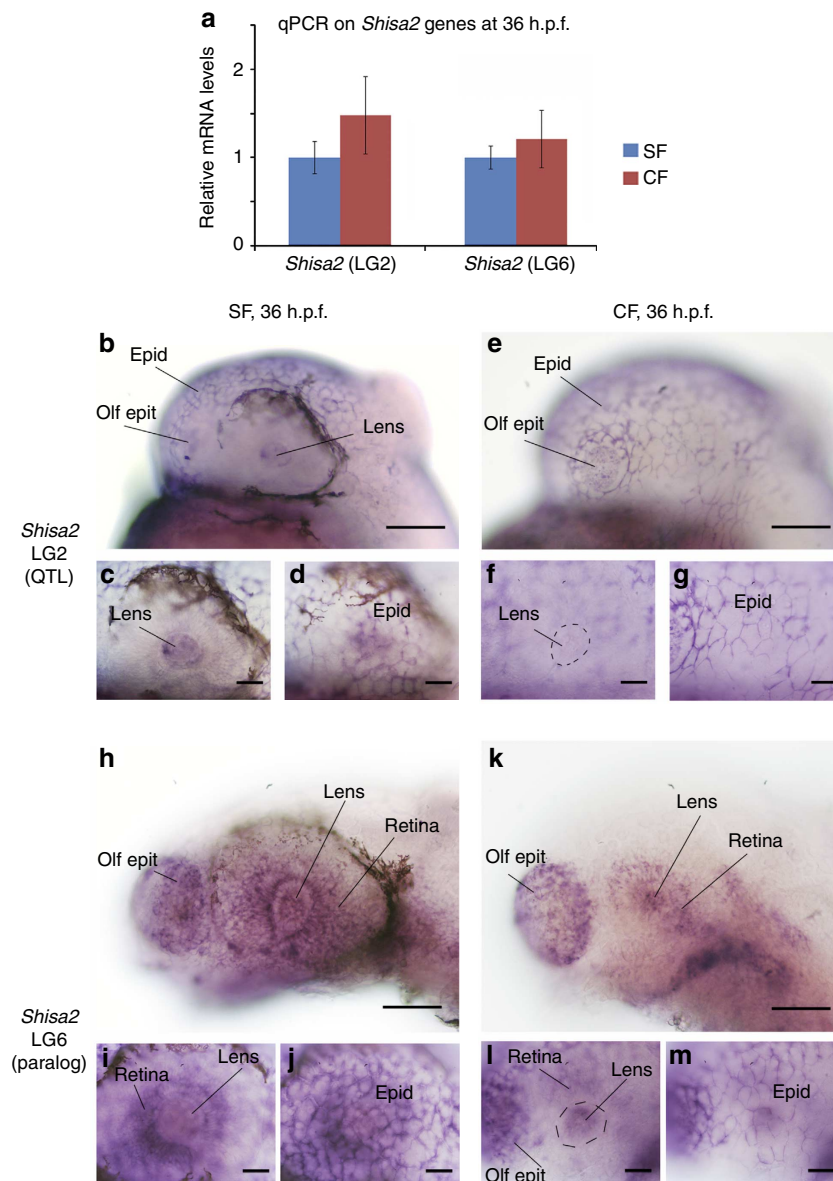 a
qPCR on Shisa2 genes at 36 h.p.f.
Relative mRNA levels
2
1
0
Shisa2 (LG2)
Shisa2 (LG6)
SF
CF
SF, 36 h.p.f.
CF, 36 h.p.f.
Shisa2
LG2
(QTL)
b
Epid
Olf epit
Lens
e
Epid
Olf epit
c
Lens
d
Epid
f
Lens
g
Epid
Shisa2
LG6
(paralog)
h
Lens
Retina
Olf epit
k
Lens
Retina
Olf epit
i
Lens
Retina
j
Epid
l
Retina
Lens
Olf epit
m
Epid